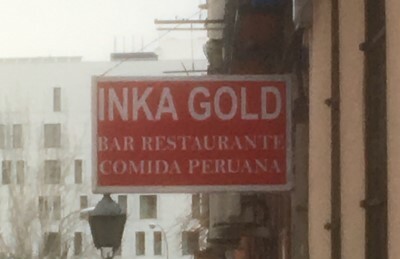 INKA GOLD
BAR RESTAURANTE
COMIDA PERUANA